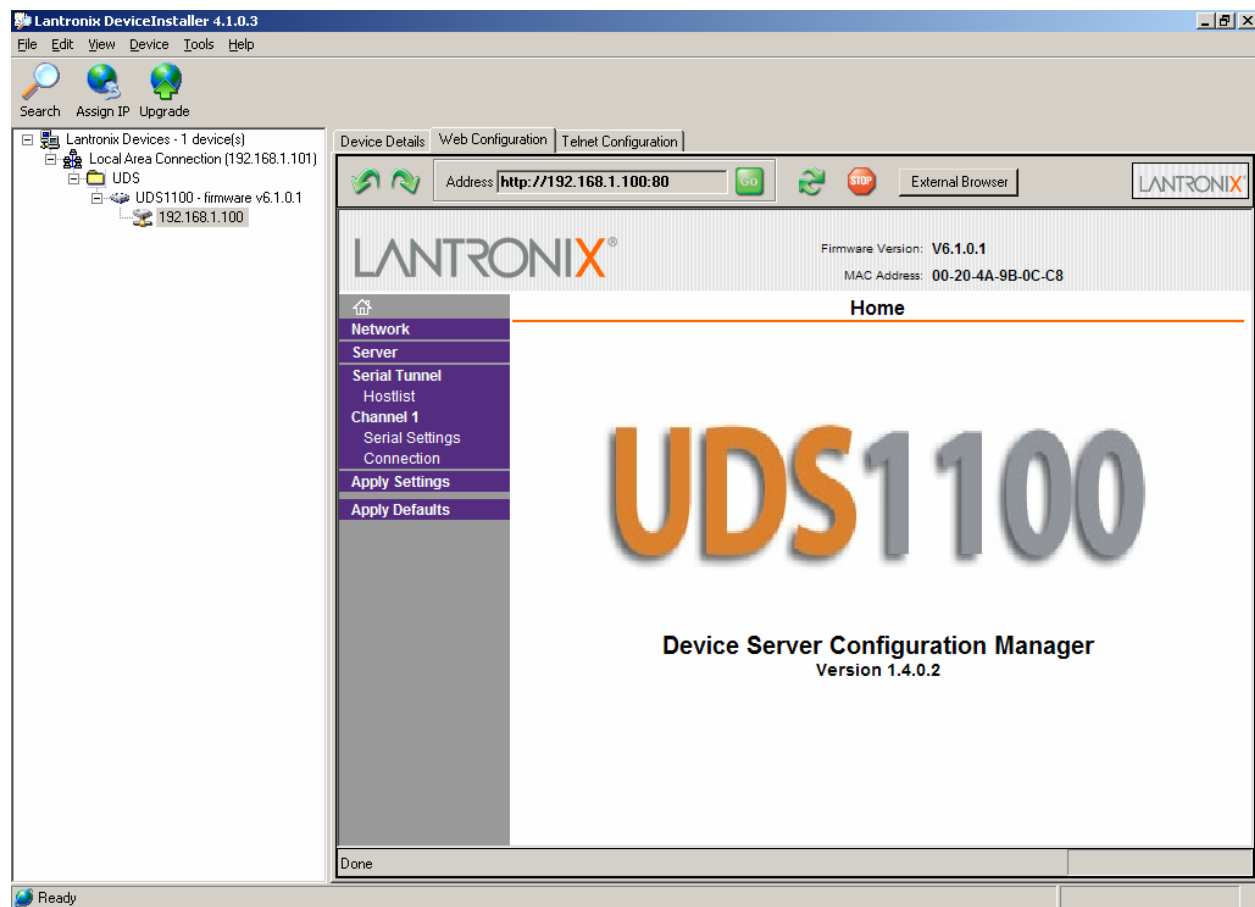 Lantronix DeviceInstaller 4.1.0.3
File Edit View Device Tools Help
Search Assign IP Upgrade
Lantronix Devices - 1 device(s)
Local Area Connection (192.168.1.101)
UDS
UDS1100 - firmware v6.1.0.1
192.168.1.100
Device Details Web Configuration Telnet Configuration
Address http://192.168.1.100:80 Go STOP External Browser LANTRONIX®
LANTRONIX®
Firmware Version: V6.1.0.1
MAC Address: 00-20-4A-9B-0C-C8
Home
Network
Server
Serial Tunnel
Hostlist
Channel 1
Serial Settings
Connection
Apply Settings
Apply Defaults
UDS1100
Device Server Configuration Manager
Version 1.4.0.2
Done
Ready